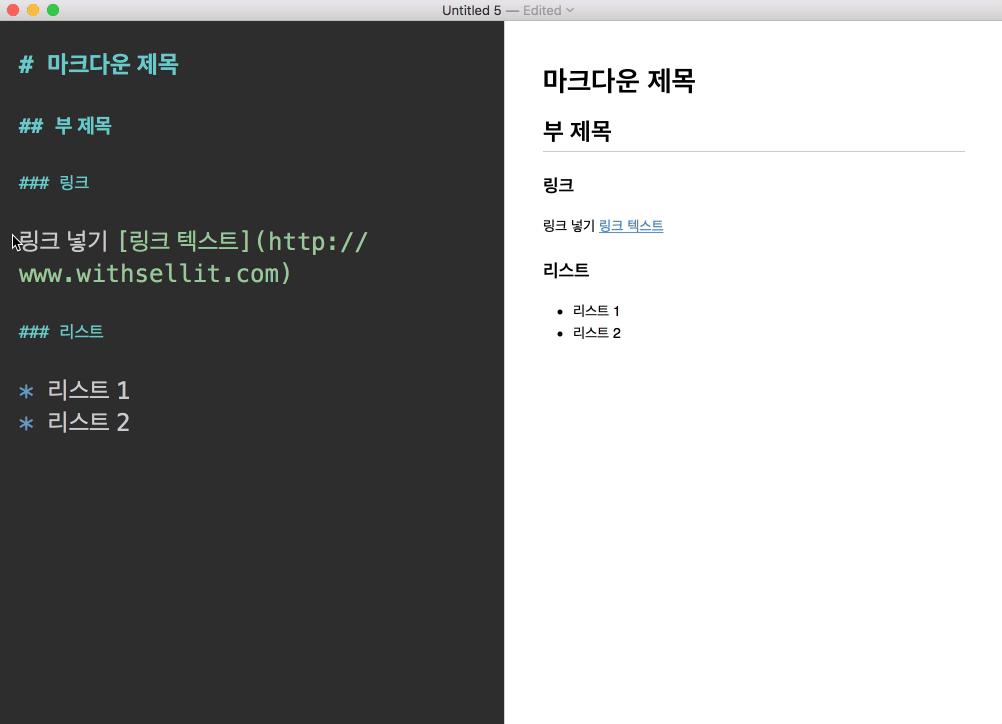 Untitled 5 — Edited
# 마크다운 제목
## 부 제목
### 링크
링크 넣기 [링크 텍스트](http://
www.withsellit.com)
### 리스트
* 리스트 1
* 리스트 2
마크다운 제목
부 제목
링크
링크 넣기 링크 텍스트
리스트
• 리스트 1
• 리스트 2